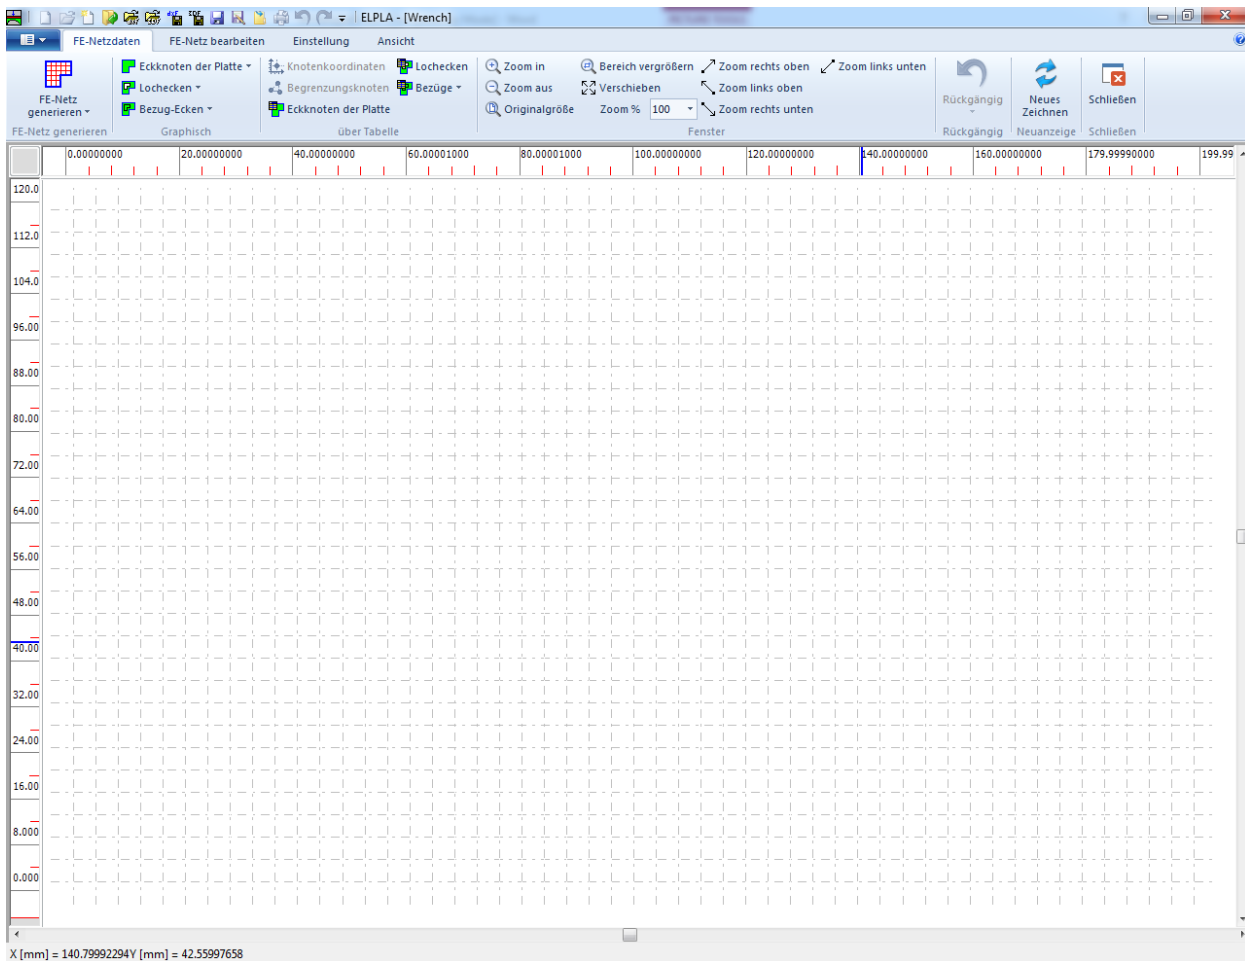 ELPLA - [Wrench]
FE-Netzdaten FE-Netz bearbeiten Einstellung Ansicht
Eckknoten der Platte Knotenkoordinaten Lochecken Zoom in Bereich vergrößern Zoom rechts oben Zoom links unten
Lochecken Begrenzungsknoten Bezüge Zoom aus Verschieben Zoom links oben
FE-Netz generieren Bezug-Ecken Eckknoten der Platte Originalgröße Zoom % 100 Zoom rechts unten Rückgängig Neues Zeichnen Schließen
FE-Netz generieren Graphisch über Tabelle Fenster Rückgängig Neuanzeige Schließen
0.00000000 20.00000000 40.00000000 60.00001000 80.00001000 100.00000000 120.00000000 140.00000000 160.00000000 179.99990000 199.99
120.0
112.0
104.0
96.00
88.00
80.00
72.00
64.00
56.00
48.00
40.00
32.00
24.00
16.00
8.000
0.000
X [mm] = 140.79992294Y [mm] = 42.55997658